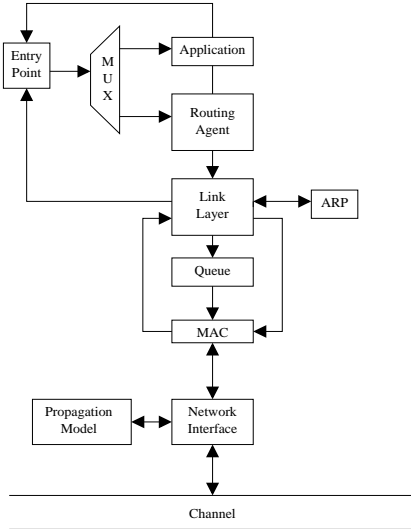 Entry
Point
M
U
X
Application
Routing
Agent
Link
Layer
ARP
Queue
MAC
Propagation
Model
Network
Interface
Channel